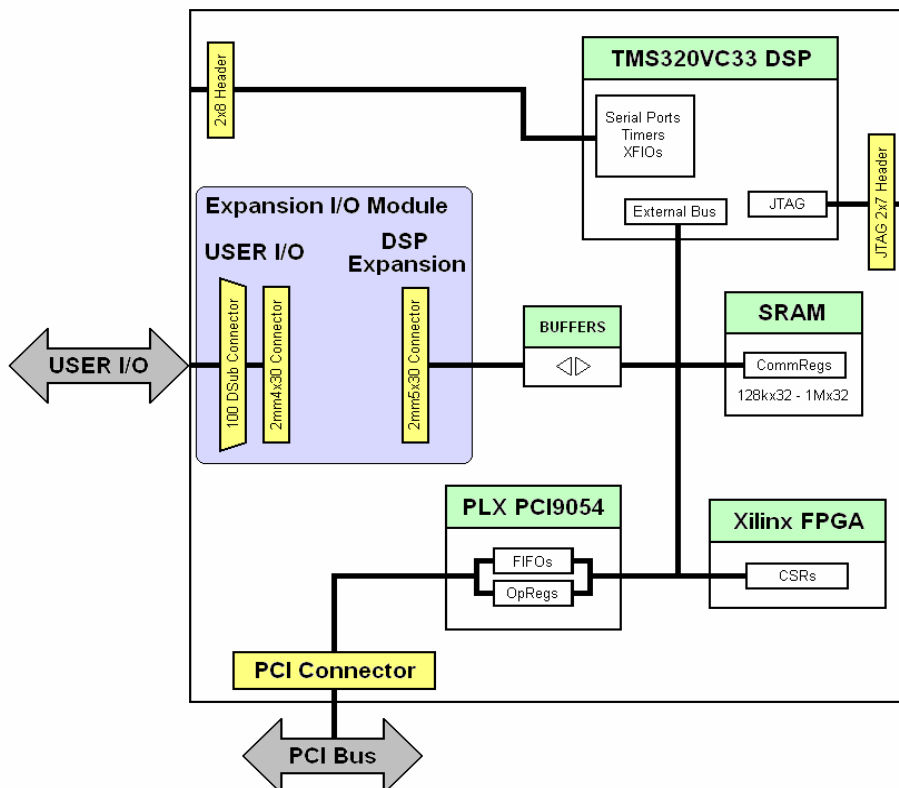 TMS320VC33 DSP
2x8 Header
Serial Ports
Timers
XFIOs
JTAG 2x7 Header
External Bus
JTAG
Expansion I/O Module
USER I/O
DSP
Expansion
100 DSub Connector
2mm4x30 Connector
2mm5x30 Connector
USER I/O
BUFFERS
SRAM
CommRegs
128kx32 - 1Mx32
PLX PCI9054
FIFOs
OpRegs
Xilinx FPGA
CSRs
PCI Connector
PCI Bus